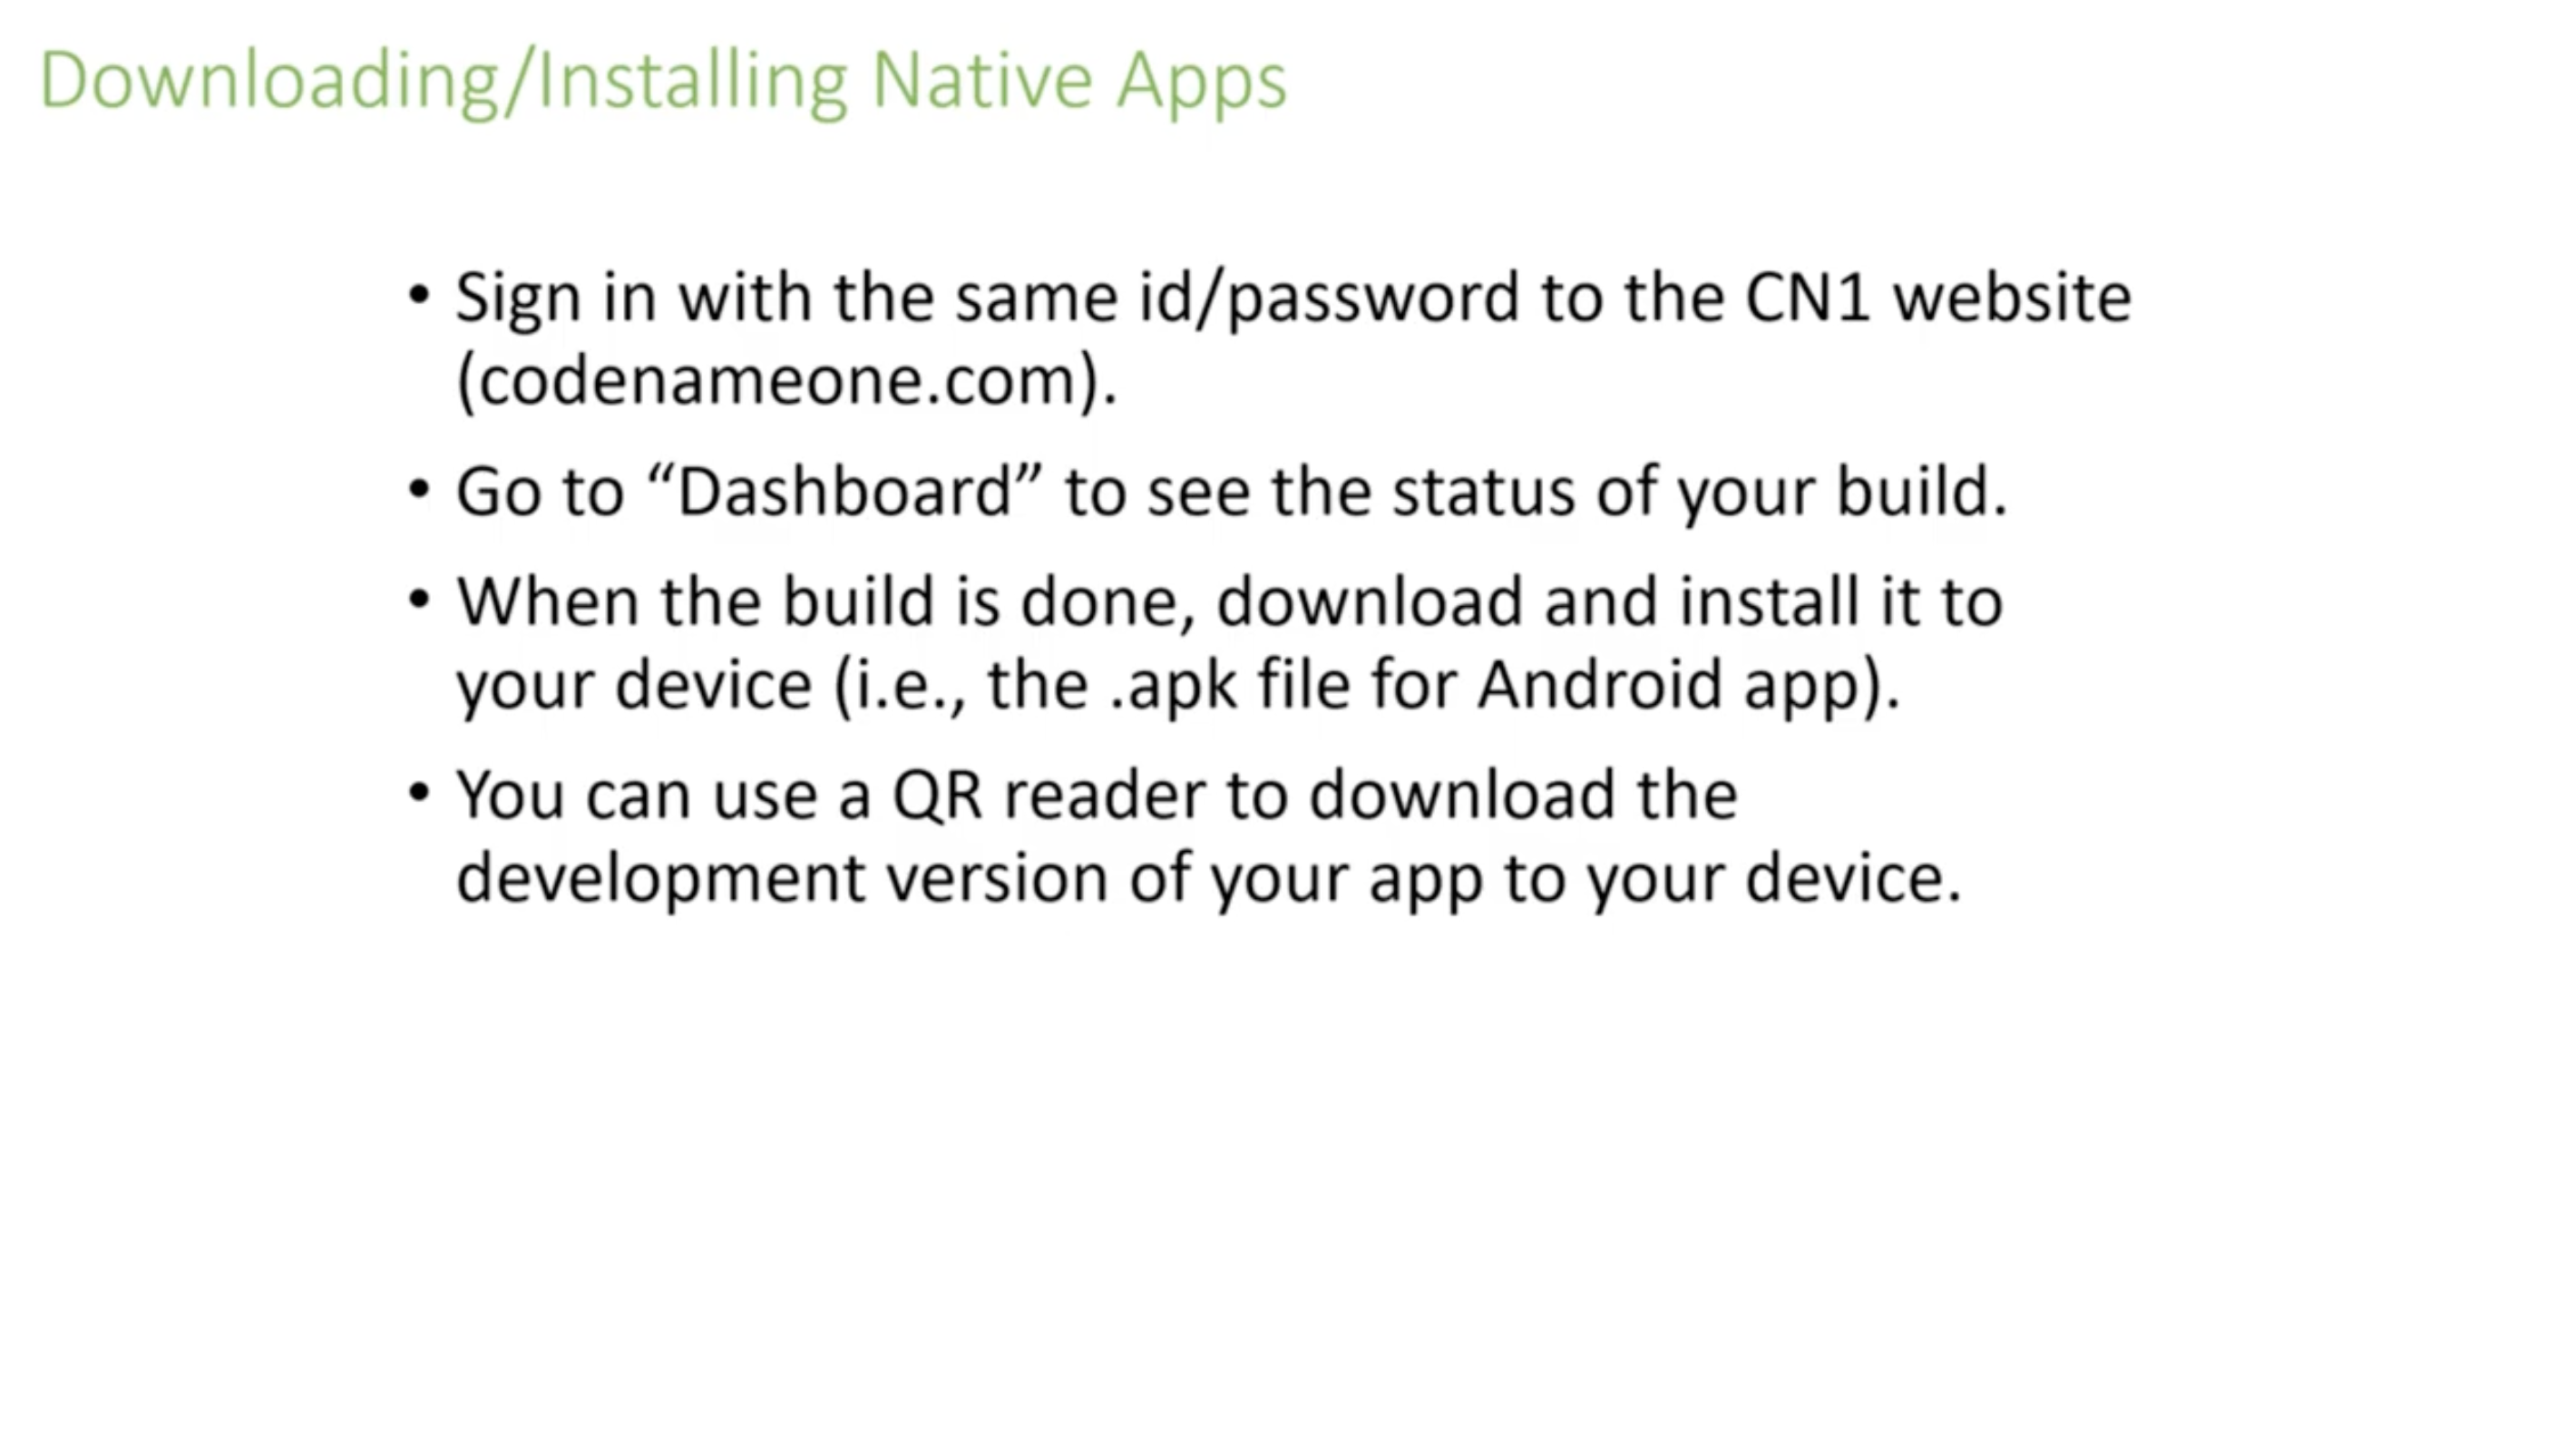 Downloading/Installing Native Apps
• Sign in with the same id/password to the CN1 website
(codenameone.com).
• Go to “Dashboard” to see the status of your build.
• When the build is done, download and install it to
your device (i.e., the .apk file for Android app).
• You can use a QR reader to download the
development version of your app to your device.